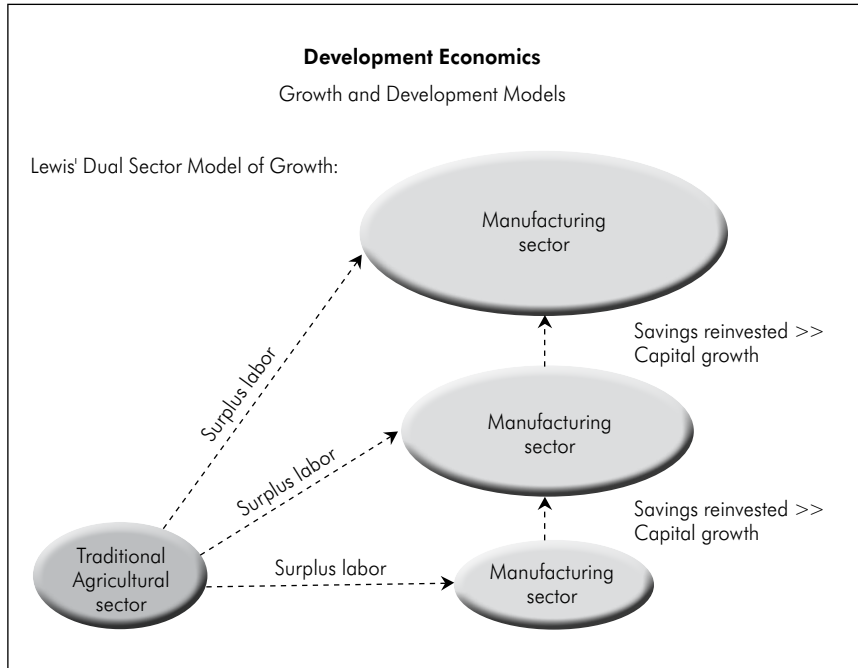 Development Economics
Growth and Development Models
Lewis' Dual Sector Model of Growth:
Manufacturing
sector
Surplus labor
Savings reinvested >>
Capital growth
Manufacturing
sector
Surplus labor
Savings reinvested >>
Capital growth
Traditional
Agricultural
sector
Surplus labor
Manufacturing
sector